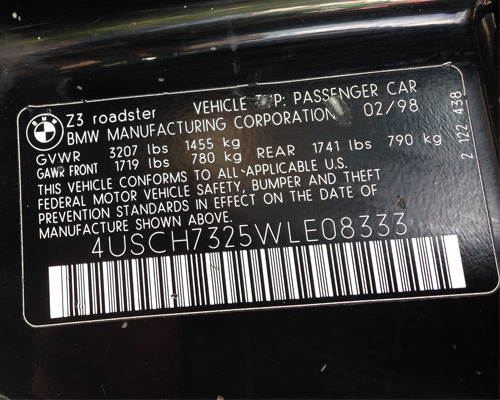 BMW
Z3 roadster VEHICLE TYP: PASSENGER CAR
BMW MANUFACTURING CORPORATION 02/98
GVWR 3207 lbs 1455 kg
GAWR FRONT 1719 lbs 780 kg REAR 1741 lbs 790 kg
THIS VEHICLE CONFORMS TO ALL APPLICABLE U.S.
FEDERAL MOTOR VEHICLE SAFETY, BUMPER AND THEFT
PREVENTION STANDARDS IN EFFECT ON THE DATE OF
MANUFACTURE SHOWN ABOVE.
4USCH7325WLE08333
2 122 438